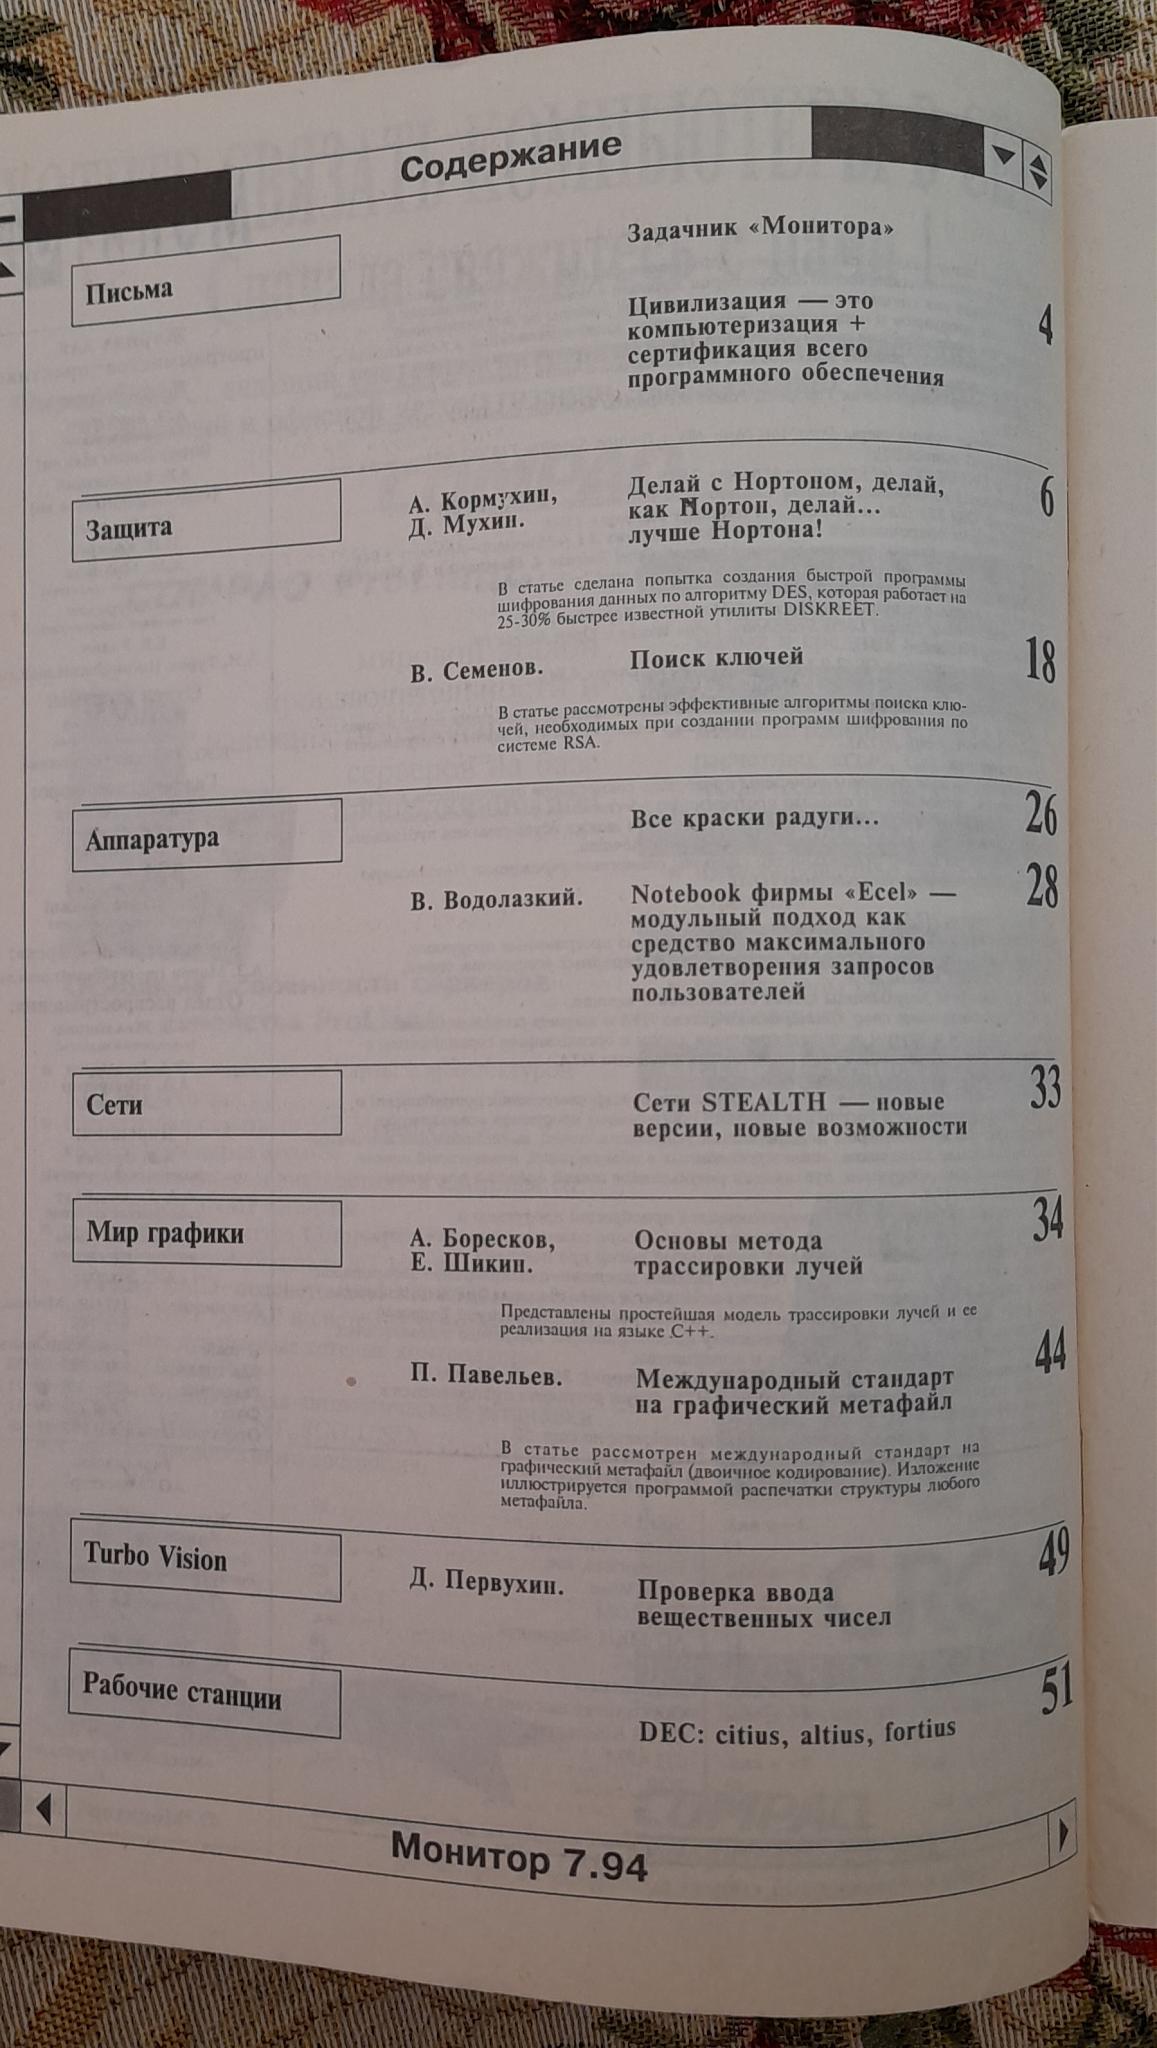 Содержание
Письма
Задачник «Монитора»
Цивилизация — это
компьютеризация +
сертификация всего
программного обеспечения
4
Защита
А. Кормухин,
Д. Мухин.
Делай с Нортоном, делай,
как Нортон, делай...
лучше Нортона!
6
В статье сделана попытка создания быстрой программы
шифрования данных по алгоритму DES, которая работает на
25-30% быстрее известной утилиты DISKREET.
В. Семенов.
Поиск ключей
18
В статье рассмотрены эффективные алгоритмы поиска клю-
чей, необходимых при создании программ шифрования по
системе RSA.
Аппаратура
Все краски радуги...
26
В. Водолазкий.
Notebook фирмы «Ecel» —
модульный подход как
средство максимального
удовлетворения запросов
пользователей
28
Сети
Сети STEALTH — новые
версии, новые возможности
33
Мир графики
А. Боресков,
Е. Шикин.
Основы метода
трассировки лучей
34
Представлены простейшая модель трассировки лучей и ее
реализация на языке C++.
П. Павельев.
Международный стандарт
на графический метафайл
44
В статье рассмотрен международный стандарт на
графический метафайл (двоичное кодирование). Изложение
иллюстрируется программой распечатки структуры любого
метафайла.
Turbo Vision
Д. Первухин.
Проверка ввода
вещественных чисел
49
Рабочие станции
DEC: citius, altius, fortius
51
Монитор 7.94